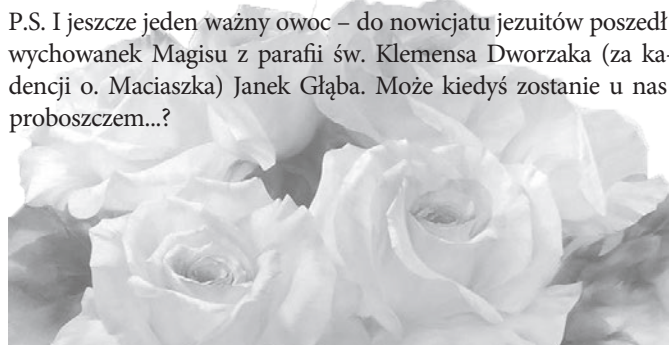 P.S. I jeszcze jeden ważny owoc – do nowicjatu jezuitów poszedł
wychowanek Magisu z parafii św. Klemensa Dworzaka (za ka-
dencji o. Maciaszka) Janek Głąba. Może kiedyś zostanie u nas
proboszczem...?